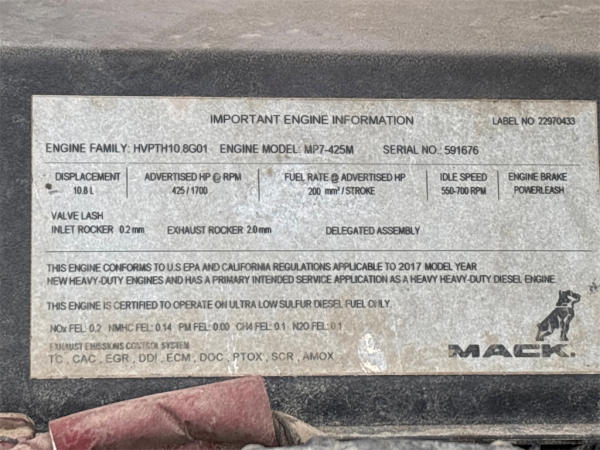 IMPORTANT ENGINE INFORMATION LABEL NO 22970433
ENGINE FAMILY: HVPTH10.8G01 ENGINE MODEL: MP7-425M SERIAL NO.: 591676
DISPLACEMENT ADVERTISED HP @ RPM FUEL RATE @ ADVERTISED HP IDLE SPEED ENGINE BRAKE
10.8 L 425 / 1700 200 mm³ / STROKE 550-700 RPM POWERLEASH
VALVE LASH
INLET ROCKER 0.2 mm EXHAUST ROCKER 2.0 mm DELEGATED ASSEMBLY
THIS ENGINE CONFORMS TO U.S EPA AND CALIFORNIA REGULATIONS APPLICABLE TO 2017 MODEL YEAR
NEW HEAVY-DUTY ENGINES AND HAS A PRIMARY INTENDED SERVICE APPLICATION AS A HEAVY HEAVY-DUTY DIESEL ENGINE
THIS ENGINE IS CERTIFIED TO OPERATE ON ULTRA LOW SULFUR DIESEL FUEL ONLY.
NOx FEL: 0.2 NMHC FEL: 0.14 PM FEL: 0.00 CH4 FEL: 0.1 N2O FEL: 0.1
EXHAUST EMISSIONS CONTROL SYSTEM
TC , CAC , EGR , DDI , ECM , DOC , PTOX , SCR , AMOX
MACK.